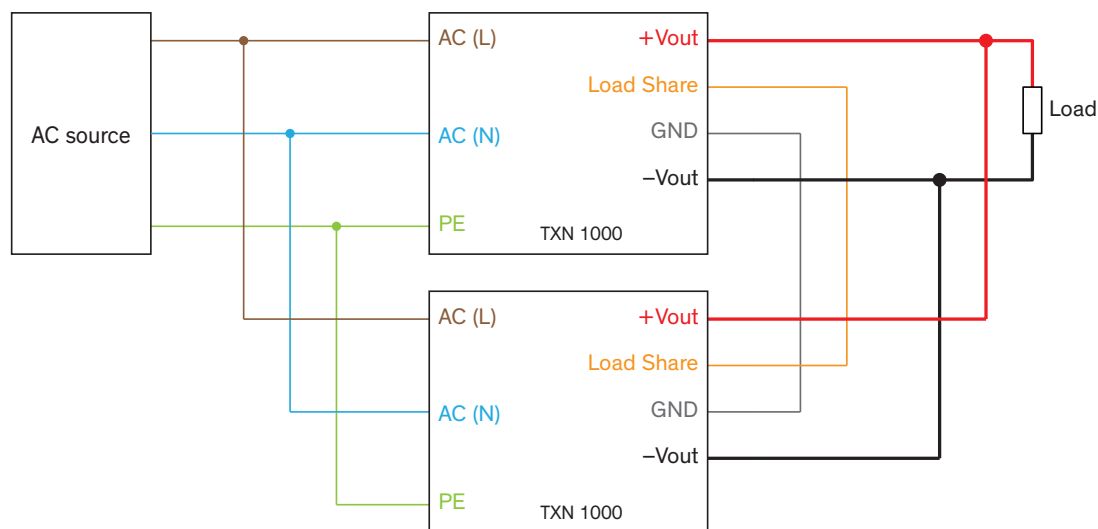 AC source
AC (L)
AC (N)
PE
+Vout
Load Share
GND
–Vout
TXN 1000
Load
AC (L)
AC (N)
PE
+Vout
Load Share
GND
–Vout
TXN 1000